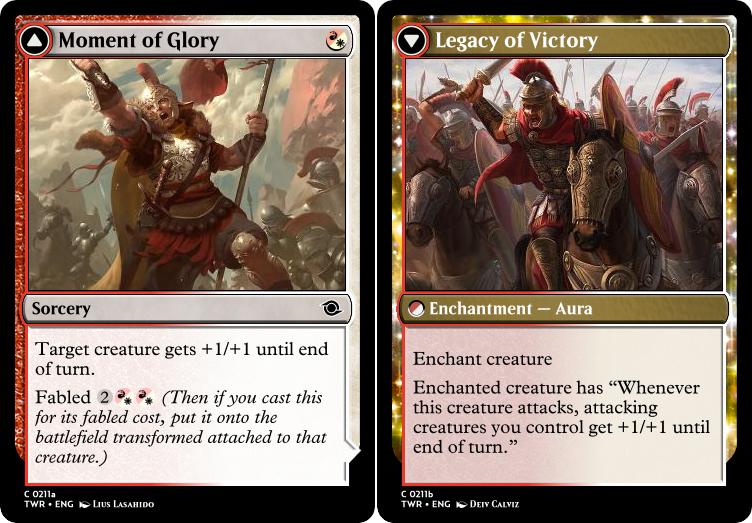 Moment of Glory
Sorcery
Target creature gets +1/+1 until end
of turn.
Fabled 2 (Then if you cast this
for its fabled cost, put it onto the
battlefield transformed attached to that
creature.)
C 0211a
TWR • ENG Lius Lasahido
Legacy of Victory
Enchantment — Aura
Enchant creature
Enchanted creature has “Whenever
this creature attacks, attacking
creatures you control get +1/+1 until
end of turn.”
C 0211b
TWR • ENG Deiv Calviz